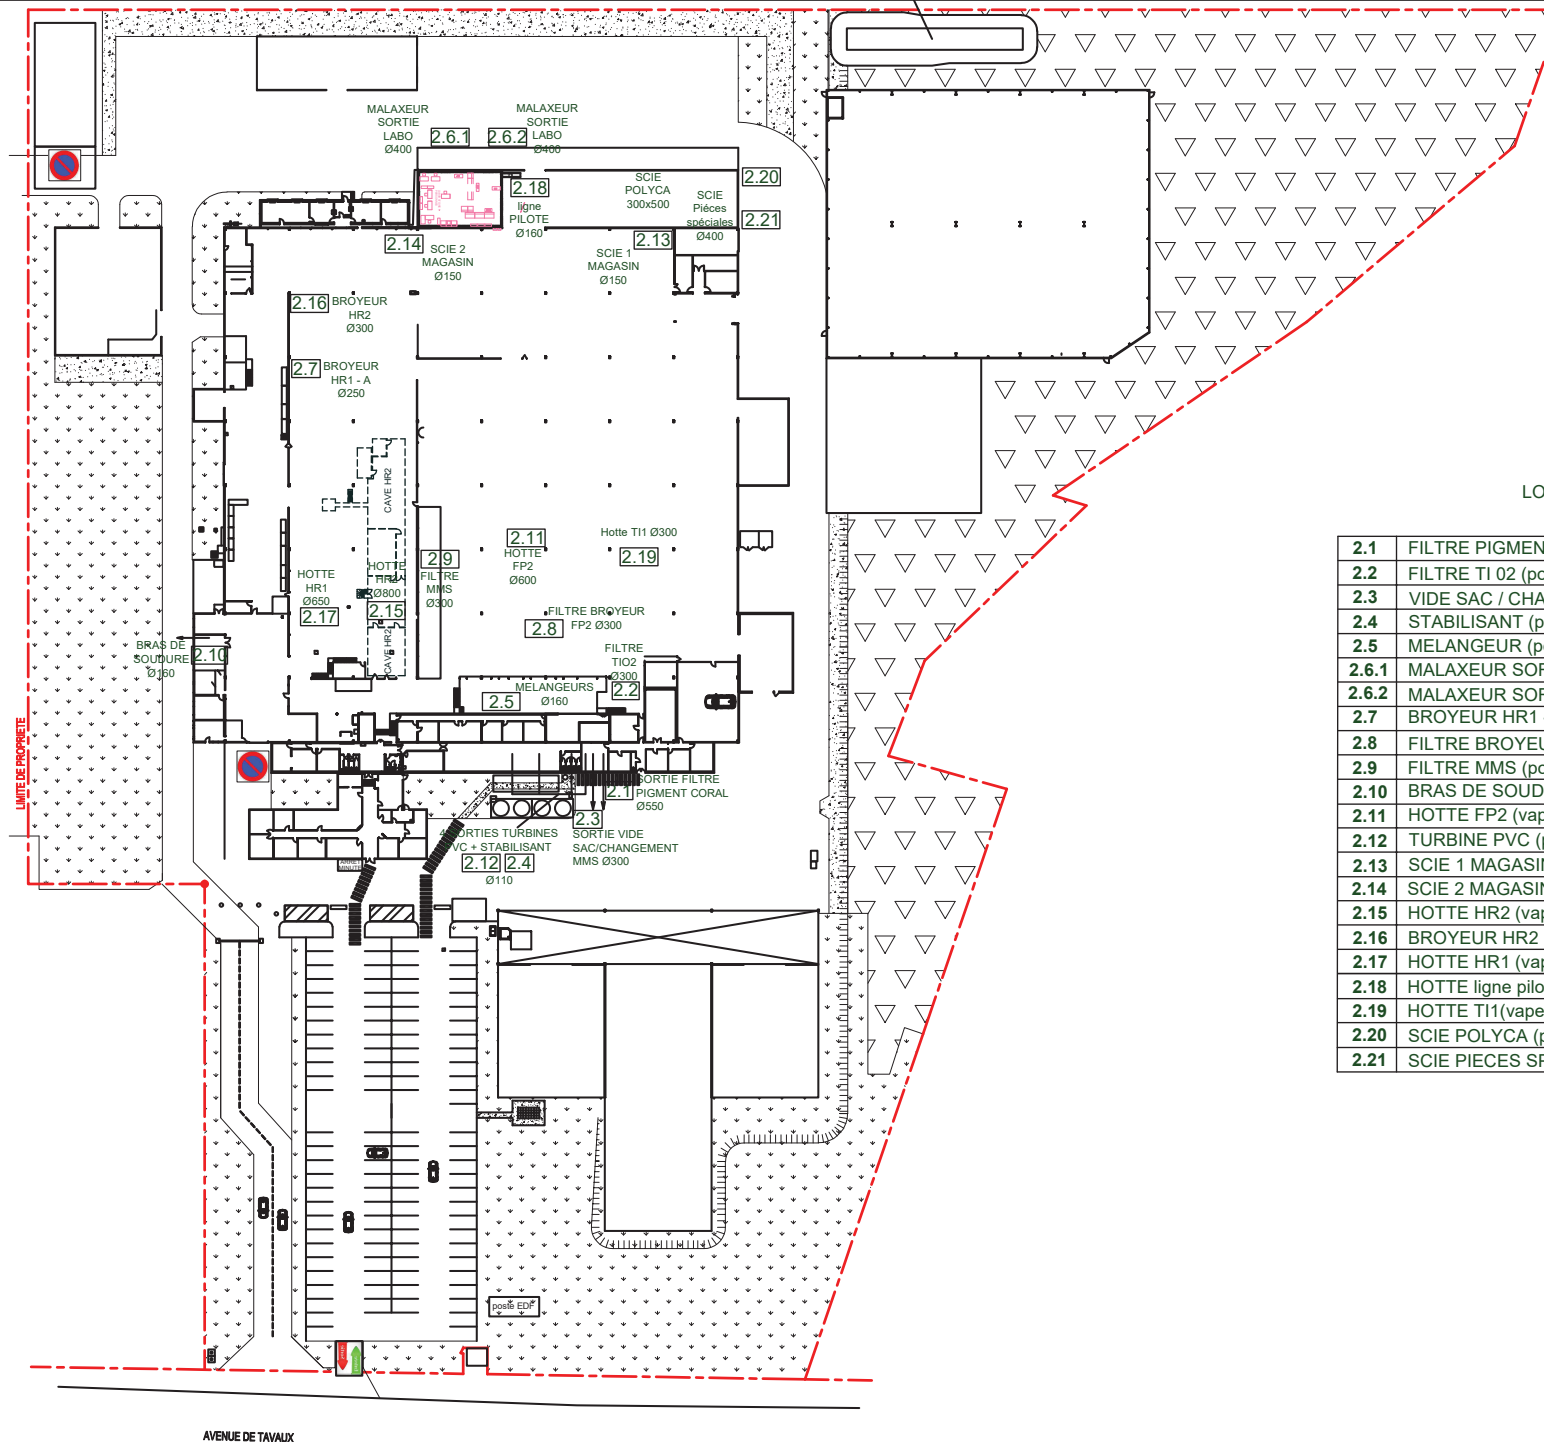 MALAXEUR
SORTIE
LABO
Ø400
2.6.1
2.6.2
MALAXEUR
SORTIE
LABO
Ø400
2.18
ligne
PILOTE
Ø160
SCIE
POLYCA
300x500
SCIE
Piéces
spéciales
Ø400
2.20
2.21
2.14
SCIE 2
MAGASIN
Ø150
2.13
SCIE 1
MAGASIN
Ø150
2.16
BROYEUR
HR2
Ø300
2.7
BROYEUR
HR1 - A
Ø250
CAVE HR2
2.11
HOTTE
FP2
Ø600
Hotte TI1 Ø300
2.19
2.9
FILTRE
MMS
Ø300
HOTTE
HR2
Ø800
2.15
HOTTE
HR1
Ø650
2.17
CAVE HR2
FILTRE BROYEUR
FP2 Ø300
2.8
BRAS DE
SOUDURE
Ø160
2.10
FILTRE
TIO2
Ø300
2.2
MELANGEURS
Ø160
2.5
LIMITE DE PROPRIETE
SORTIE FILTRE
PIGMENT CORAL
Ø550
2.1
2.3
SORTIE VIDE
SAC/CHANGEMENT
MMS Ø300
4 SORTIES TURBINES
PVC + STABILISANT
2.12
2.4
Ø110
ARRET
MINUTE
poste EDF
AVENUE DE TAVAUX
LO
2.1 FILTRE PIGMEN
2.2 FILTRE TI 02 (po
2.3 VIDE SAC / CHA
2.4 STABILISANT (p
2.5 MELANGEUR (po
2.6.1 MALAXEUR SOR
2.6.2 MALAXEUR SOR
2.7 BROYEUR HR1
2.8 FILTRE BROYEU
2.9 FILTRE MMS (po
2.10 BRAS DE SOUD
2.11 HOTTE FP2 (vap
2.12 TURBINE PVC (p
2.13 SCIE 1 MAGASIN
2.14 SCIE 2 MAGASIN
2.15 HOTTE HR2 (vap
2.16 BROYEUR HR2
2.17 HOTTE HR1 (vap
2.18 HOTTE ligne pilo
2.19 HOTTE TI1(vape
2.20 SCIE POLYCA (p
2.21 SCIE PIECES SP